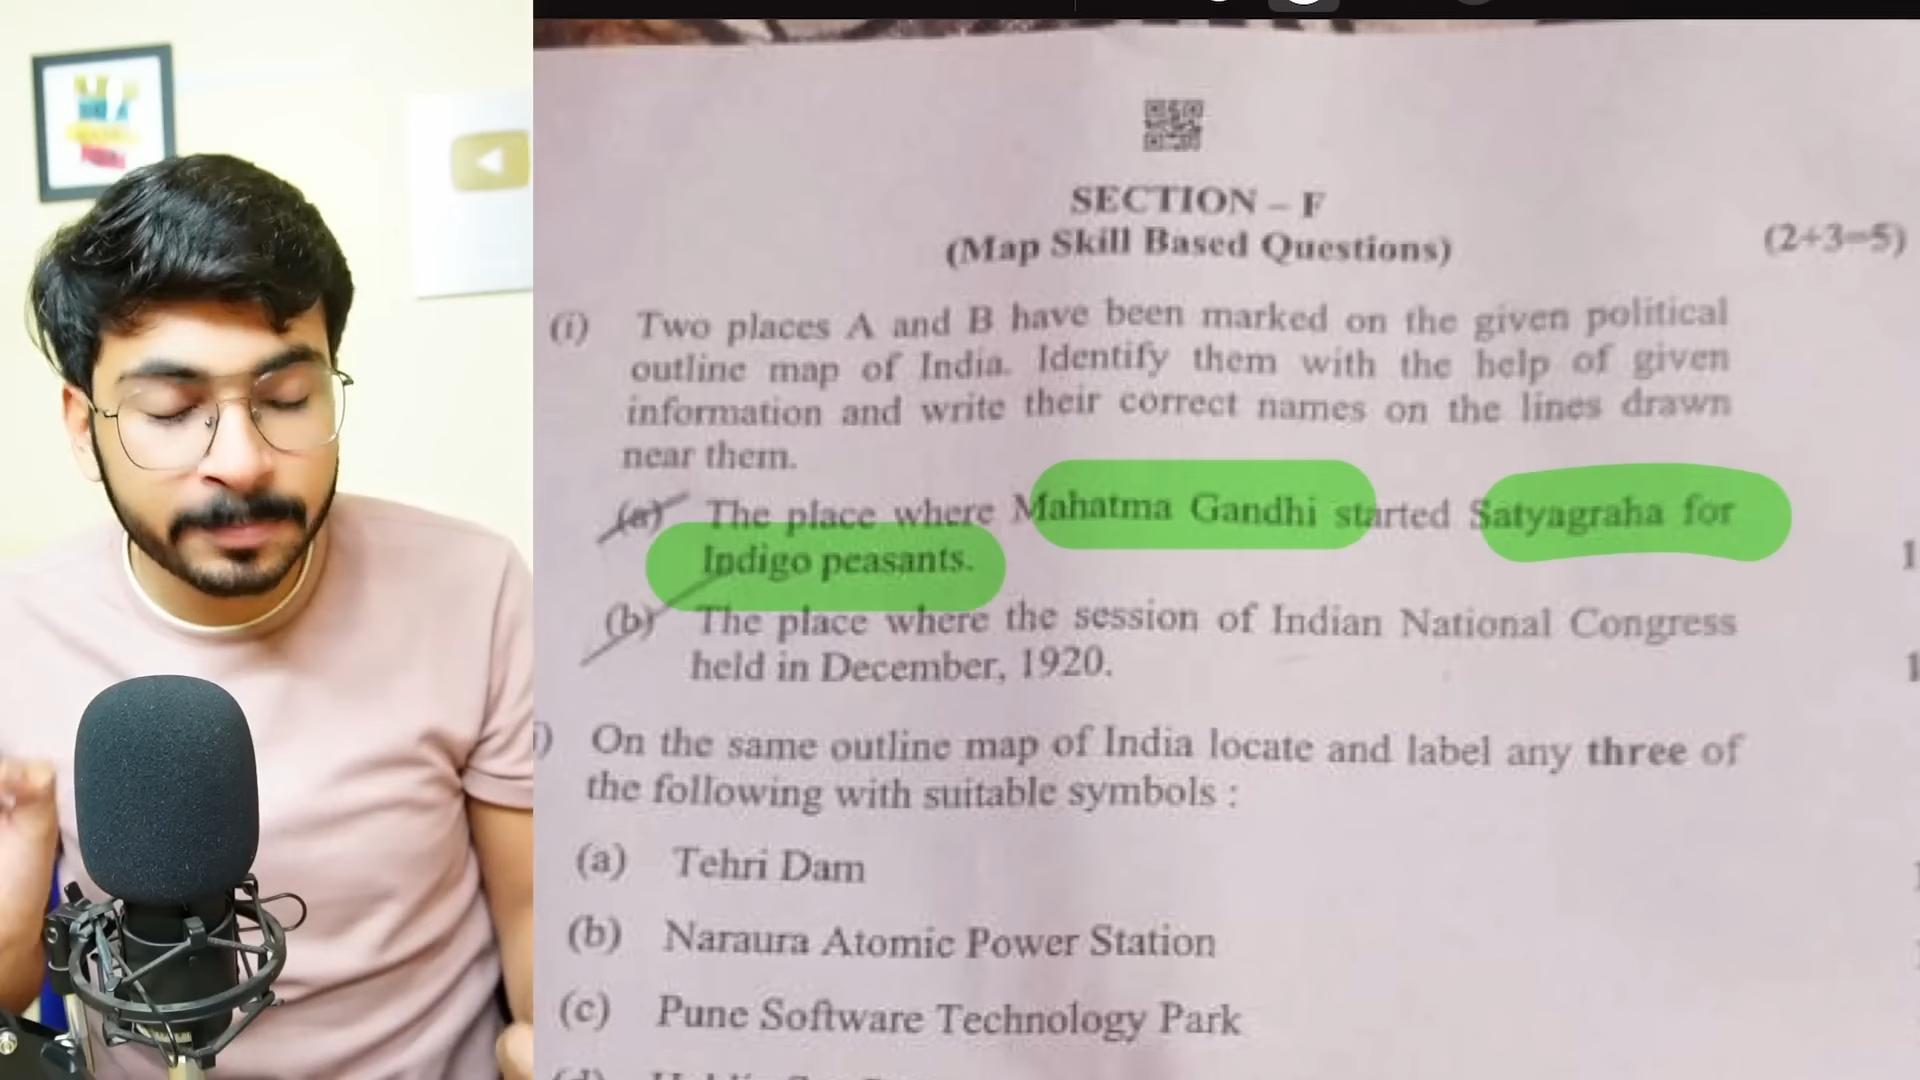 SECTION – F
(Map Skill Based Questions)
(2+3=5)
(i) Two places A and B have been marked on the given political
outline map of India. Identify them with the help of given
information and write their correct names on the lines drawn
near them.
(a) The place where Mahatma Gandhi started Satyagraha for
Indigo peasants.
1
(b) The place where the session of Indian National Congress
held in December, 1920.
1
On the same outline map of India locate and label any three of
the following with suitable symbols :
(a) Tehri Dam
(b) Naraura Atomic Power Station
(c) Pune Software Technology Park